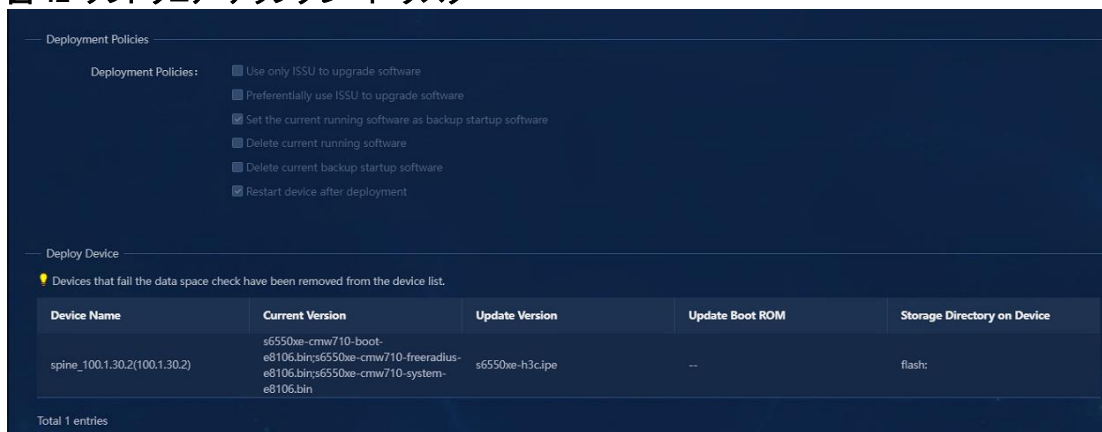 Deployment Policies
Deployment Policies:
Use only ISSU to upgrade software
Preferentially use ISSU to upgrade software
Set the current running software as backup startup software
Delete current running software
Delete current backup startup software
Restart device after deployment
Deploy Device
Devices that fail the data space check have been removed from the device list.
Device Name Current Version Update Version Update Boot ROM Storage Directory on Device
spine_100.1.30.2(100.1.30.2) s6550xe-cmw710-boot-
e8106.bin;s6550xe-cmw710-freeradius-
e8106.bin;s6550xe-cmw710-system-
e8106.bin s6550xe-h3c.ipe -- flash:
Total 1 entries